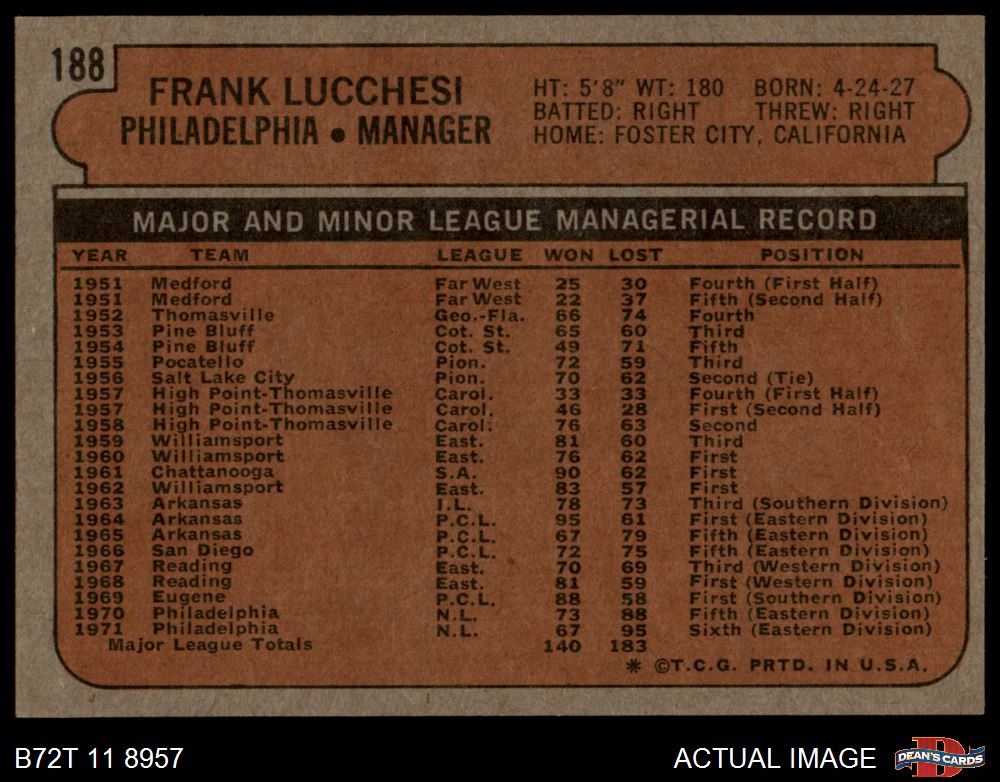 188
FRANK LUCCHESI
PHILADELPHIA • MANAGER
HT: 5'8" WT: 180 BORN: 4-24-27
BATTED: RIGHT THREW: RIGHT
HOME: FOSTER CITY, CALIFORNIA
MAJOR AND MINOR LEAGUE MANAGERIAL RECORD
YEAR TEAM LEAGUE WON LOST POSITION
1951 Medford Far West 25 30 Fourth (First Half)
1951 Medford Far West 22 37 Fifth (Second Half)
1952 Thomasville Geo.-Fla. 66 74 Fourth
1953 Pine Bluff Cot. St. 65 60 Third
1954 Pine Bluff Cot. St. 49 71 Fifth
1955 Pocatello Pion. 72 59 Third
1956 Salt Lake City Pion. 70 62 Second (Tie)
1957 High Point-Thomasville Carol. 33 33 Fourth (First Half)
1957 High Point-Thomasville Carol. 46 28 First (Second Half)
1958 High Point-Thomasville Carol. 76 63 Second
1959 Williamsport East. 81 60 Third
1960 Williamsport East. 76 62 First
1961 Chattanooga S.A. 90 62 First
1962 Williamsport East. 83 57 First
1963 Arkansas I.L. 78 73 Third (Southern Division)
1964 Arkansas P.C.L. 95 61 First (Eastern Division)
1965 Arkansas P.C.L. 67 79 Fifth (Eastern Division)
1966 San Diego P.C.L. 72 75 Fifth (Eastern Division)
1967 Reading East. 70 69 Third (Western Division)
1968 Reading East. 81 59 First (Western Division)
1969 Eugene P.C.L. 88 58 First (Southern Division)
1970 Philadelphia N.L. 73 88 Fifth (Eastern Division)
1971 Philadelphia N.L. 67 95 Sixth (Eastern Division)
Major League Totals 140 183
* ©T.C.G. PRTD. IN U.S.A.
B72T 11 8957
ACTUAL IMAGE
D
DEAN'S CARDS